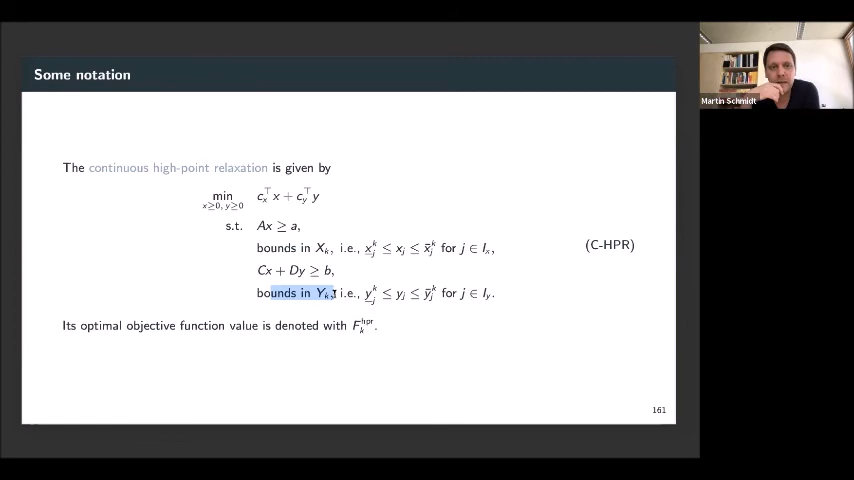 Some notation
Martin Schmidt
The continuous high-point relaxation is given by
min c_x^⊤ x + c_y^⊤ y
x≥0, y≥0
s.t. Ax ≥ a,
bounds in X_k, i.e., x̲_j^k ≤ x_j ≤ x̄_j^k for j ∈ I_x,
(C-HPR)
Cx + Dy ≥ b,
bounds in Y_k, i.e., y̲_j^k ≤ y_j ≤ ȳ_j^k for j ∈ I_y.
Its optimal objective function value is denoted with F_k^hpr.
161